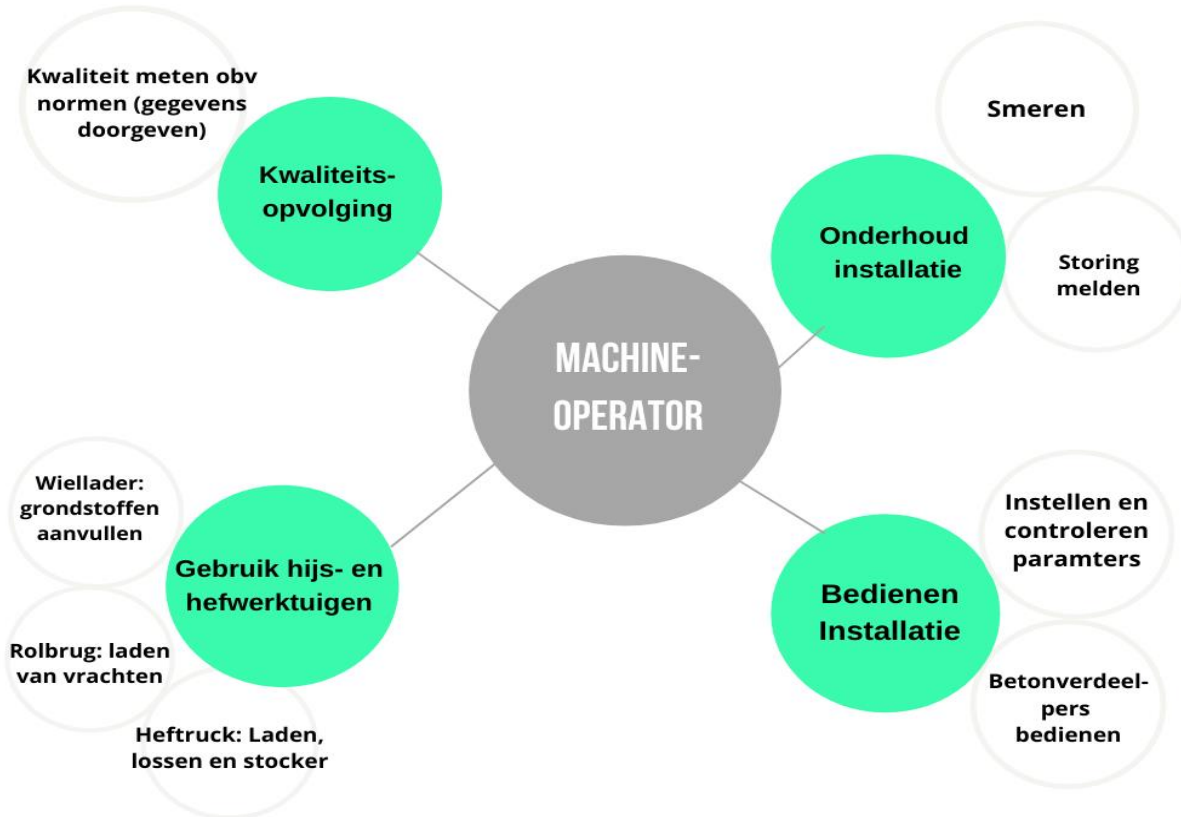 Kwaliteit meten obv
normen (gegevens
doorgeven)
Kwaliteits-
opvolging
Smeren
Onderhoud
installatie
Storing
melden
MACHINE-
OPERATOR
Wiellader:
grondstoffen
aanvullen
Gebruik hijs- en
hefwerktuigen
Rolbrug: laden
van vrachten
Heftruck: Laden,
lossen en stocker
Instellen en
controleren
paramters
Bedienen
Installatie
Betonverdeel-
pers
bedienen